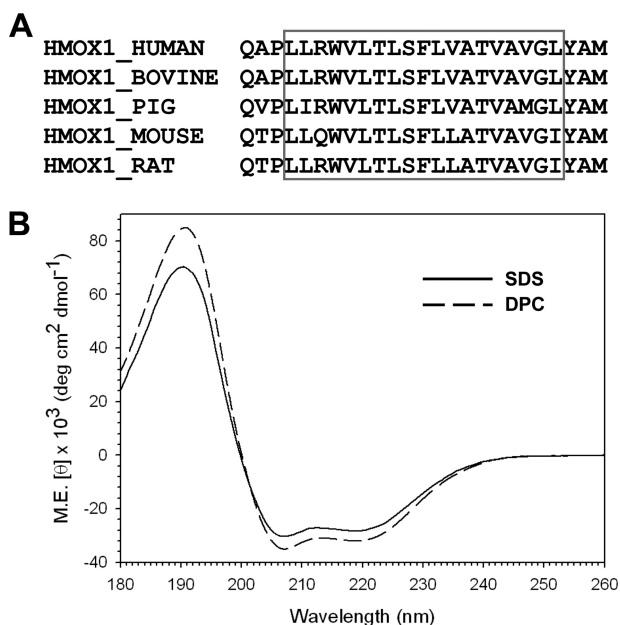 A
HMOX1_HUMAN QAPLLRWVLTLSFLVATVAVGLYAM
HMOX1_BOVINE QAPLLRWVLTLSFLVATVAVGLYAM
HMOX1_PIG QVPLIRWVLTLSFLVATVAMGLYAM
HMOX1_MOUSE QTPLLQWVLTLSFLLATVAVGIYAM
HMOX1_RAT QTPLLRWVLTLSFLLATVAVGIYAM
B
M.E. [θ] x 10³ (deg cm² dmol⁻¹)
80
60
40
20
0
-20
-40
SDS
DPC
180 190 200 210 220 230 240 250 260
Wavelength (nm)